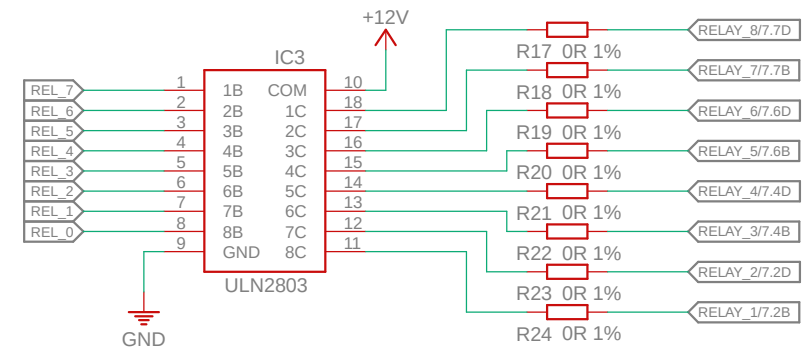 +12V
RELAY_8/7.7D
R17 0R 1%
IC3
RELAY_7/7.7B
REL_7 1 1B COM 10
R18 0R 1%
REL_6 2 2B 1C 18
RELAY_6/7.6D
REL_5 3 3B 2C 17
R19 0R 1%
REL_4 4 4B 3C 16
RELAY_5/7.6B
REL_3 5 5B 4C 15
R20 0R 1%
REL_2 6 6B 5C 14
RELAY_4/7.4D
REL_1 7 7B 6C 13
R21 0R 1%
REL_0 8 8B 7C 12
RELAY_3/7.4B
9 GND 8C 11
R22 0R 1%
RELAY_2/7.2D
ULN2803
R23 0R 1%
RELAY_1/7.2B
GND
R24 0R 1%